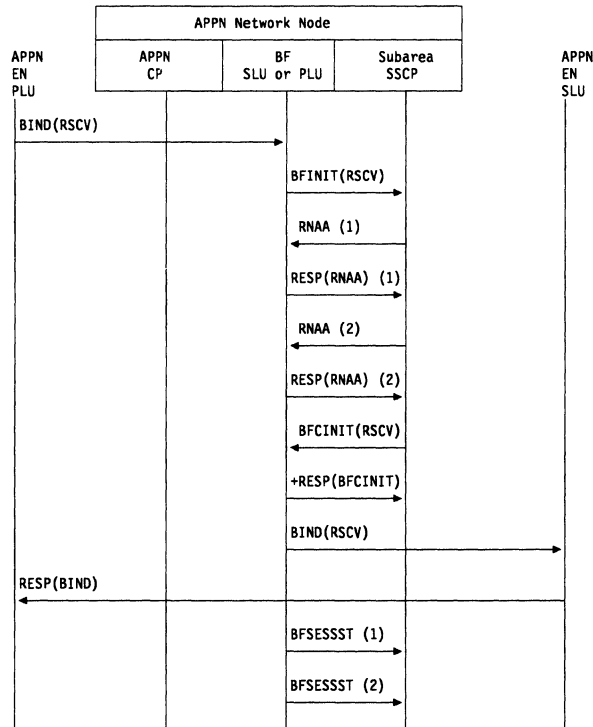 APPN Network Node
APPN
EN
PLU
APPN
CP
BF
SLU or PLU
Subarea
SSCP
APPN
EN
SLU
BIND(RSCV)
BFINIT(RSCV)
RNAA (1)
RESP(RNAA) (1)
RNAA (2)
RESP(RNAA) (2)
BFCINIT(RSCV)
+RESP(BFCINIT)
BIND(RSCV)
RESP(BIND)
BFSESSST (1)
BFSESSST (2)